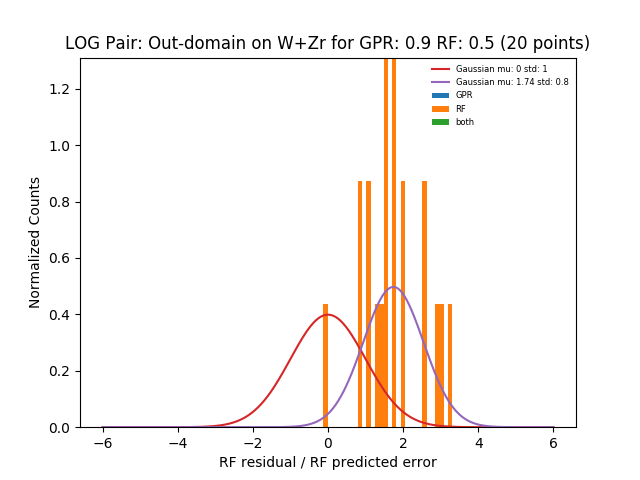 LOG Pair: Out-domain on W+Zr for GPR: 0.9 RF: 0.5 (20 points)
Gaussian mu: 0 std: 1
Gaussian mu: 1.74 std: 0.8
GPR
RF
both
1.2
1.0
0.8
0.6
0.4
0.2
0.0
Normalized Counts
−6 −4 −2 0 2 4 6
RF residual / RF predicted error